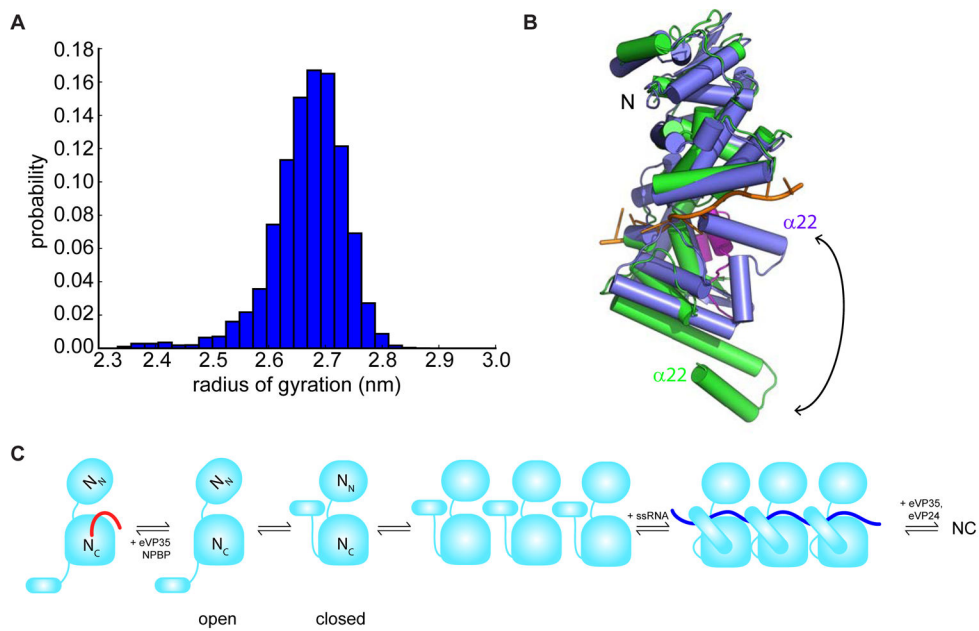 A
B
probability
0.18
0.16
0.14
0.12
0.10
0.08
0.06
0.04
0.02
0.00
2.3 2.4 2.5 2.6 2.7 2.8 2.9 3.0
radius of gyration (nm)
N
α22
α22
C
N_N N_N N_N
N_C N_C N_C
+ eVP35
NPBP
+ ssRNA
+ eVP35,
eVP24
NC
open closed